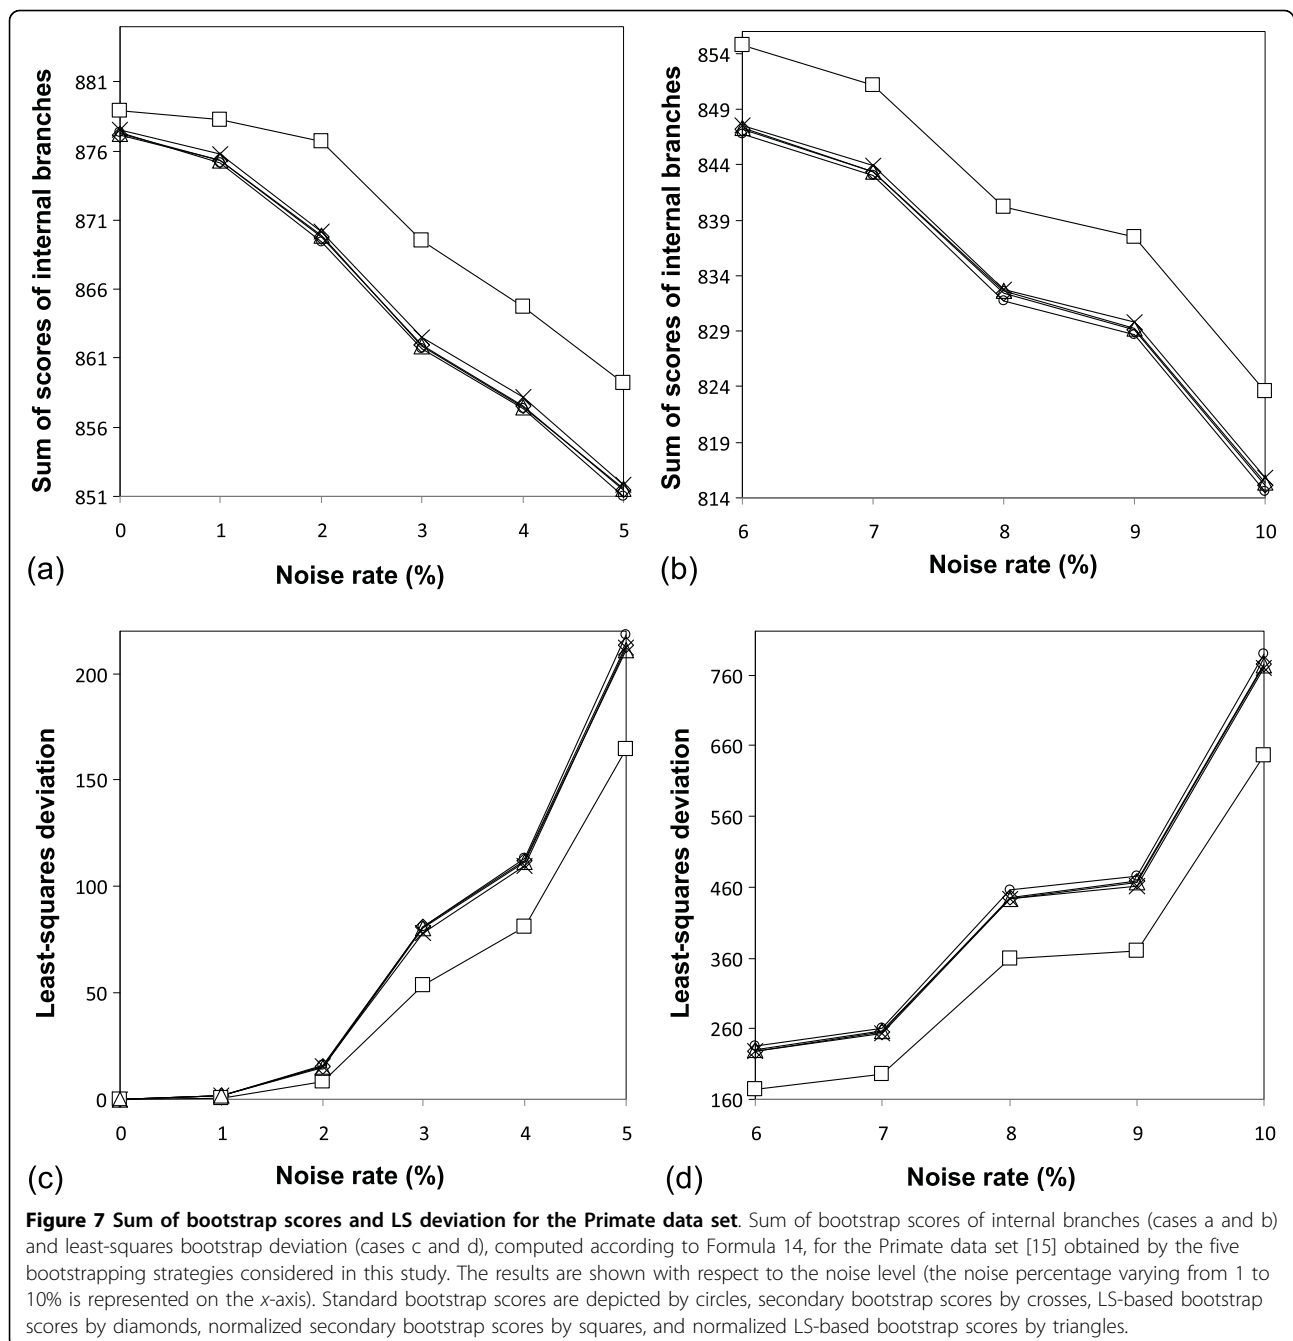 881
876
871
866
861
856
851
Sum of scores of internal branches
0 1 2 3 4 5
(a)
Noise rate (%)
854
849
844
839
834
829
824
819
814
Sum of scores of internal branches
6 7 8 9 10
(b)
Noise rate (%)
200
150
100
50
0
Least-squares deviation
0 1 2 3 4 5
(c)
Noise rate (%)
760
660
560
460
360
260
160
Least-squares deviation
6 7 8 9 10
(d)
Noise rate (%)
Figure 7 Sum of bootstrap scores and LS deviation for the Primate data set. Sum of bootstrap scores of internal branches (cases a and b)
and least-squares bootstrap deviation (cases c and d), computed according to Formula 14, for the Primate data set [15] obtained by the five
bootstrapping strategies considered in this study. The results are shown with respect to the noise level (the noise percentage varying from 1 to
10% is represented on the x-axis). Standard bootstrap scores are depicted by circles, secondary bootstrap scores by crosses, LS-based bootstrap
scores by diamonds, normalized secondary bootstrap scores by squares, and normalized LS-based bootstrap scores by triangles.